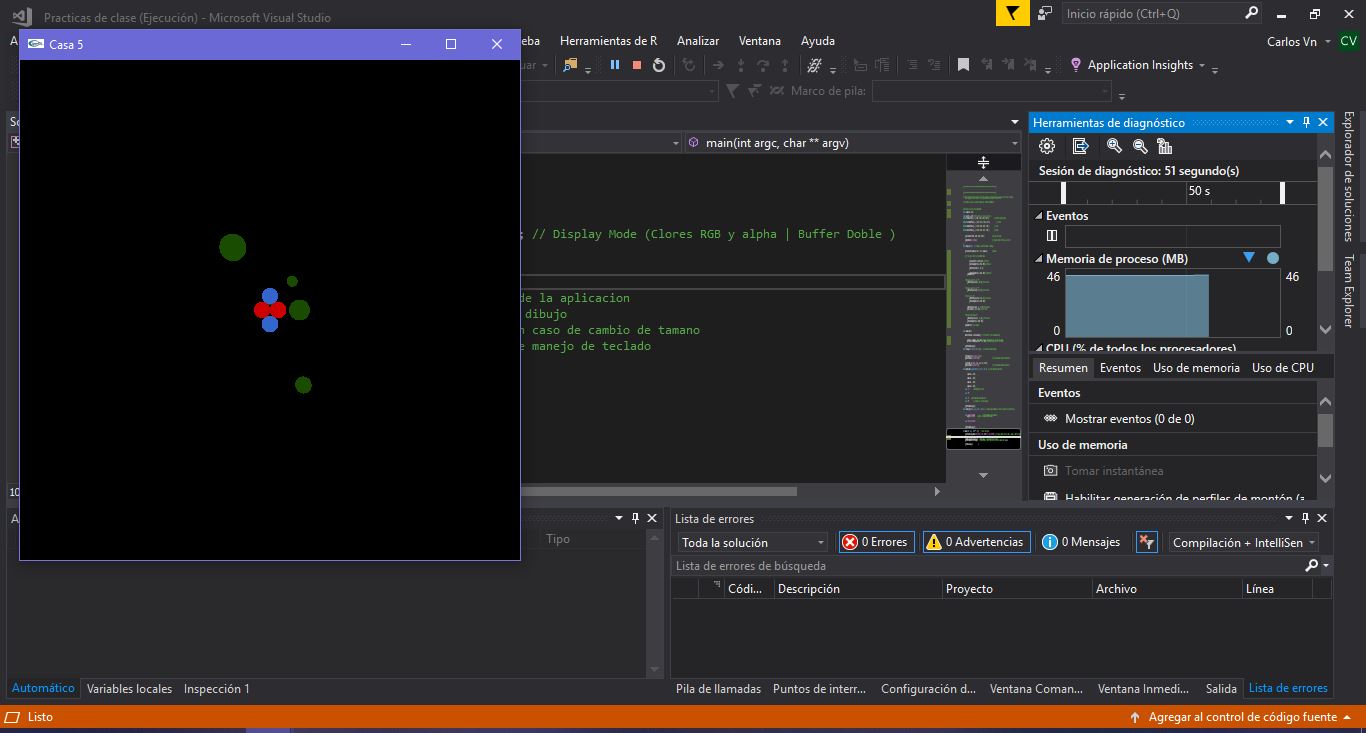 Practicas de clase (Ejecución) - Microsoft Visual Studio
Inicio rápido (Ctrl+Q)
Casa 5
Herramientas de R
Analizar
Ventana
Ayuda
Carlos Vn
CV
Application Insights
Marco de pila:
main(int argc, char ** argv)
; // Display Mode (Clores RGB y alpha | Buffer Doble )
de la aplicacion
dibujo
caso de cambio de tamano
manejo de teclado
Herramientas de diagnóstico
Sesión de diagnóstico: 51 segundo(s)
50 s
Eventos
Memoria de proceso (MB)
46
46
0
0
CPU (% de todos los procesadores)
Resumen
Eventos
Uso de memoria
Uso de CPU
Eventos
Mostrar eventos (0 de 0)
Uso de memoria
Tomar instantánea
Habilitar generación de perfiles de montón (a
Explorador de soluciones
Team Explorer
Tipo
Automático
Variables locales
Inspección 1
Lista de errores
Toda la solución
0 Errores
0 Advertencias
0 Mensajes
Compilación + IntelliSen
Lista de errores de búsqueda
Códi...
Descripción
Proyecto
Archivo
Línea
Pila de llamadas
Puntos de interr...
Configuración d...
Ventana Coman...
Ventana Inmedi...
Salida
Lista de errores
Listo
Agregar al control de código fuente